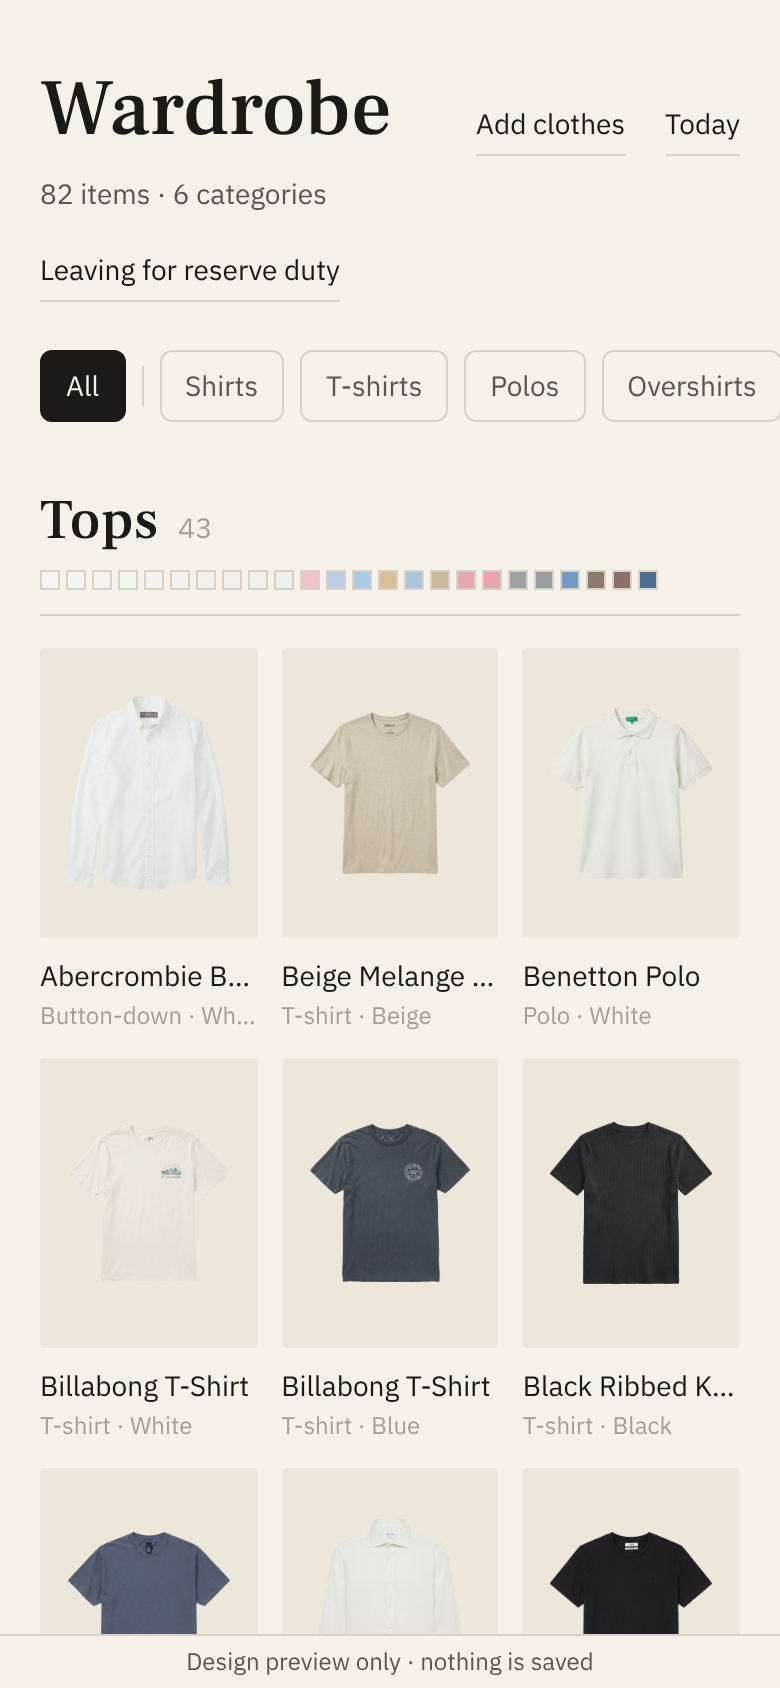 Wardrobe
Add clothes
Today
82 items · 6 categories
Leaving for reserve duty
All
Shirts
T-shirts
Polos
Overshirts
Tops 43
Abercrombie B...
Button-down · Wh...
Beige Melange ...
T-shirt · Beige
Benetton Polo
Polo · White
Billabong T-Shirt
T-shirt · White
Billabong T-Shirt
T-shirt · Blue
Black Ribbed K...
T-shirt · Black
Design preview only · nothing is saved